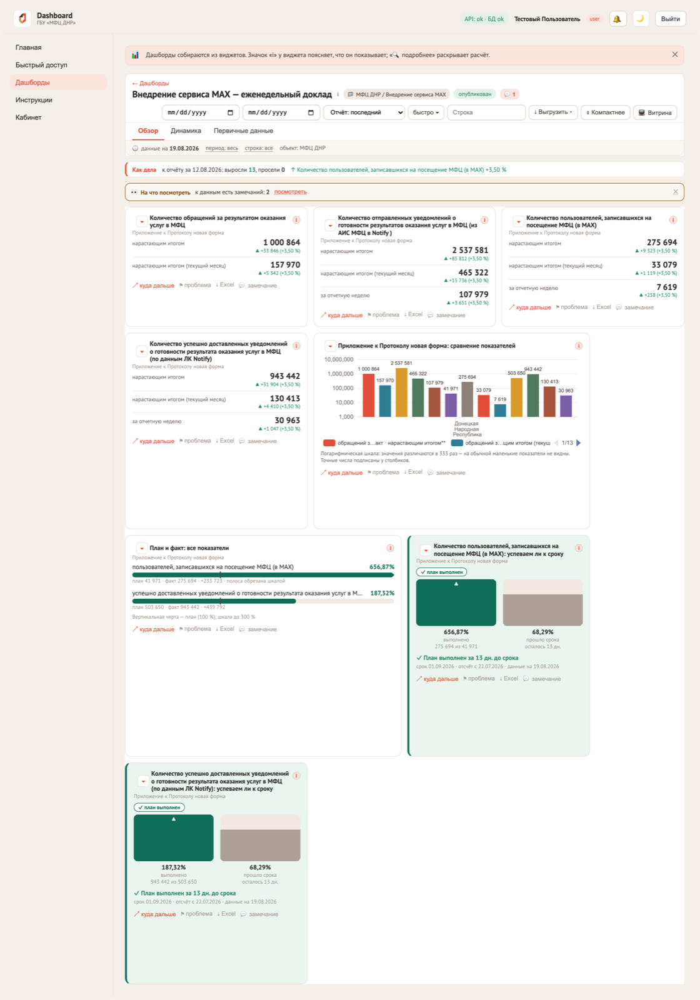 Dashboard
ГБУ «МФЦ ДНР»
API: ok · БД ok
Тестовый Пользователь
user
Выйти
Главная
Быстрый доступ
Дашборды
Инструкции
Кабинет
Дашборды собираются из виджетов. Значок «i» у виджета поясняет, что он показывает; «🔍 подробнее» раскрывает расчёт.
← Дашборды
Внедрение сервиса MAX — еженедельный доклад
МФЦ ДНР / Внедрение сервиса MAX
опубликован
1
mm/dd/yyyy
mm/dd/yyyy
Отчёт: последний
быстро
Строка
↓ Выгрузить
Компактнее
Витрина
Обзор
Динамика
Первичные данные
данные на 19.08.2026 период: весь строка: все объект: МФЦ ДНР
Как дела к отчёту за 12.08.2026: выросли 13, просели 0 ↑ Количество пользователей, записавшихся на посещение МФЦ (в MAX) +3,50 %
На что посмотреть к данным есть замечаний: 2 посмотреть
Количество обращений за результатом оказания услуг в МФЦ
Приложение к Протоколу новая форма
нарастающим итогом 1 000 864
▲ +33 846 (+3,50 %)
нарастающим итогом (текущий месяц) 157 970
▲ +5 342 (+3,50 %)
куда дальше проблема ↓ Excel замечание
Количество отправленных уведомлений о готовности результатов оказания услуг в МФЦ (из АИС МФЦ в Notify )
Приложение к Протоколу новая форма
нарастающим итогом 2 537 581
▲ +85 812 (+3,50 %)
нарастающим итогом (текущий месяц) 465 322
▲ +15 736 (+3,50 %)
за отчетную неделю 107 979
▲ +3 651 (+3,50 %)
куда дальше проблема ↓ Excel замечание
Количество пользователей, записавшихся на посещение МФЦ (в MAX)
Приложение к Протоколу новая форма
нарастающим итогом 275 694
▲ +9 323 (+3,50 %)
нарастающим итогом (текущий месяц) 33 079
▲ +1 119 (+3,50 %)
за отчетную неделю 7 619
▲ +258 (+3,50 %)
куда дальше проблема ↓ Excel замечание
Количество успешно доставленных уведомлений о готовности результата оказания услуг в МФЦ (по данным ЛК Notify)
Приложение к Протоколу новая форма
нарастающим итогом 943 442
▲ +31 904 (+3,50 %)
нарастающим итогом (текущий месяц) 130 413
▲ +4 410 (+3,50 %)
за отчетную неделю 30 963
▲ +1 047 (+3,50 %)
куда дальше проблема ↓ Excel замечание
Приложение к Протоколу новая форма: сравнение показателей
10,000,000
1,000,000
100,000
10,000
1,000
1 000 864
157 970
2 537 581
465 322
107 979
41 971
275 694
33 079
7 619
503 650
943 442
130 413
30 963
Донецкая
Народная
Республика
обращений з...акт · нарастающим итогом**
обращений з...щим итогом (текущ
1/13
Логарифмическая шкала: значения различаются в 333 раз — на обычной маленькие показатели не видны.
Точные числа подписаны у столбиков.
куда дальше проблема ↓ Excel замечание
План и факт: все показатели
Приложение к Протоколу новая форма
пользователей, записавшихся на посещение МФЦ (в MAX) 656,87%
план 41 971 · факт 275 694 · +233 723 · полоса обрезана шкалой
успешно доставленных уведомлений о готовности результата оказания услуг в М... 187,32%
план 503 650 · факт 943 442 · +439 792
Вертикальная черта — план (100 %); шкала до 300 %
куда дальше проблема ↓ Excel замечание
Количество пользователей, записавшихся на посещение МФЦ (в MAX): успеваем ли к сроку
Приложение к Протоколу новая форма
✓ план выполнен
656,87%
выполнено
275 694 из 41 971
68,29%
прошло срока
осталось 13 дн.
✓ План выполнен за 13 дн. до срока
срок 01.09.2026 · отсчёт с 22.07.2026 · данные на 19.08.2026
куда дальше проблема ↓ Excel замечание
Количество успешно доставленных уведомлений о готовности результата оказания услуг в МФЦ (по данным ЛК Notify): успеваем ли к сроку
Приложение к Протоколу новая форма
✓ план выполнен
187,32%
выполнено
943 442 из 503 650
68,29%
прошло срока
осталось 13 дн.
✓ План выполнен за 13 дн. до срока
срок 01.09.2026 · отсчёт с 22.07.2026 · данные на 19.08.2026
куда дальше проблема ↓ Excel замечание